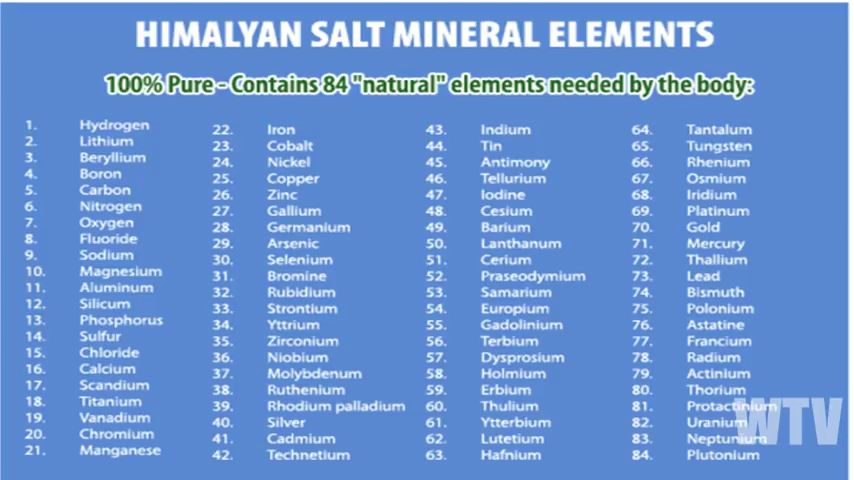 HIMALYAN SALT MINERAL ELEMENTS
100% Pure - Contains 84 "natural" elements needed by the body:
1. Hydrogen
2. Lithium
3. Beryllium
4. Boron
5. Carbon
6. Nitrogen
7. Oxygen
8. Fluoride
9. Sodium
10. Magnesium
11. Aluminum
12. Silicum
13. Phosphorus
14. Sulfur
15. Chloride
16. Calcium
17. Scandium
18. Titanium
19. Vanadium
20. Chromium
21. Manganese
22. Iron
23. Cobalt
24. Nickel
25. Copper
26. Zinc
27. Gallium
28. Germanium
29. Arsenic
30. Selenium
31. Bromine
32. Rubidium
33. Strontium
34. Yttrium
35. Zirconium
36. Niobium
37. Molybdenum
38. Ruthenium
39. Rhodium palladium
40. Silver
41. Cadmium
42. Technetium
43. Indium
44. Tin
45. Antimony
46. Tellurium
47. Iodine
48. Cesium
49. Barium
50. Lanthanum
51. Cerium
52. Praseodymium
53. Samarium
54. Europium
55. Gadolinium
56. Terbium
57. Dysprosium
58. Holmium
59. Erbium
60. Thulium
61. Ytterbium
62. Lutetium
63. Hafnium
64. Tantalum
65. Tungsten
66. Rhenium
67. Osmium
68. Iridium
69. Platinum
70. Gold
71. Mercury
72. Thallium
73. Lead
74. Bismuth
75. Polonium
76. Astatine
77. Francium
78. Radium
79. Actinium
80. Thorium
81. Protactinium
82. Uranium
83. Neptunium
84. Plutonium
WTV